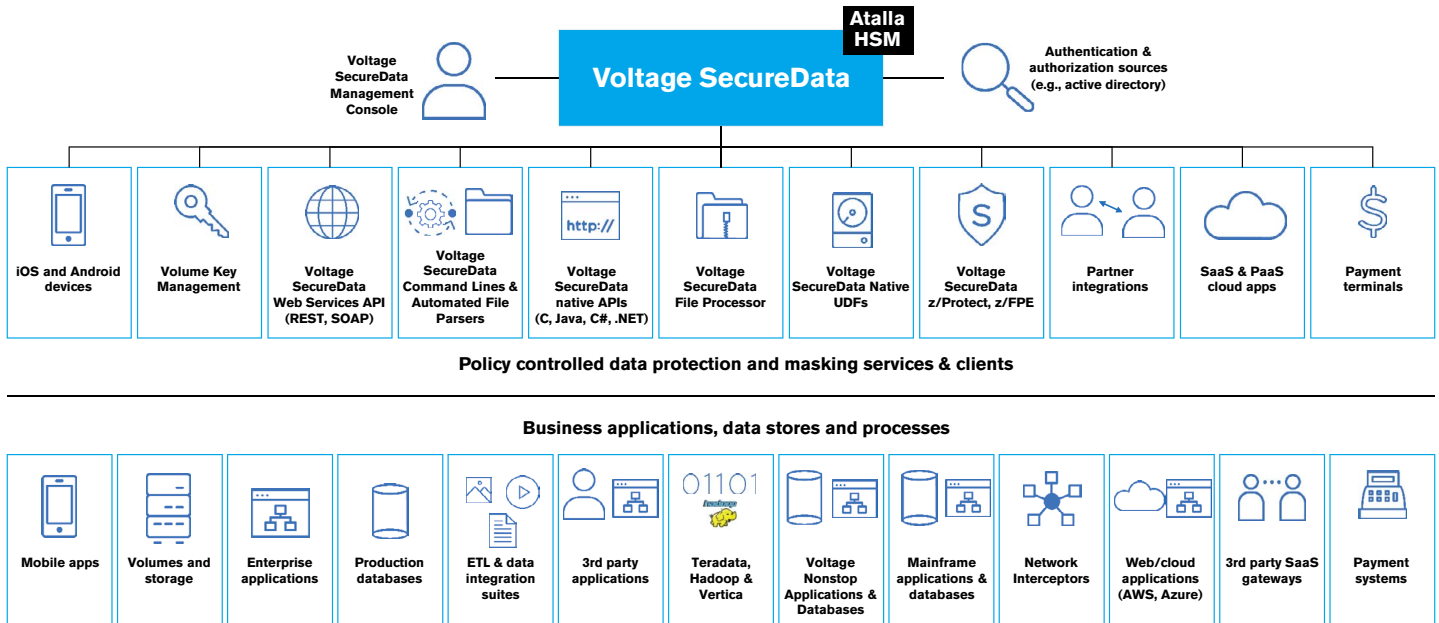 Atalla
HSM
Voltage
SecureData
Management
Console
Voltage SecureData
Authentication &
authorization sources
(e.g., active directory)
iOS and Android
devices
Volume Key
Management
Voltage
SecureData
Web Services API
(REST, SOAP)
Voltage
SecureData
Command Lines &
Automated File
Parsers
http://
Voltage
SecureData
native APIs
(C, Java, C#, .NET)
Voltage
SecureData
File Processor
Voltage
SecureData Native
UDFs
S
Voltage
SecureData
z/Protect, z/FPE
Partner
integrations
SaaS & PaaS
cloud apps
$
Payment
terminals
Policy controlled data protection and masking services & clients
Business applications, data stores and processes
Mobile apps
Volumes and
storage
Enterprise
applications
Production
databases
ETL & data
integration
suites
3rd party
applications
01101
hadoop
Teradata,
Hadoop &
Vertica
Voltage
Nonstop
Applications &
Databases
Mainframe
applications &
databases
Network
Interceptors
Web/cloud
applications
(AWS, Azure)
3rd party SaaS
gateways
Payment
systems